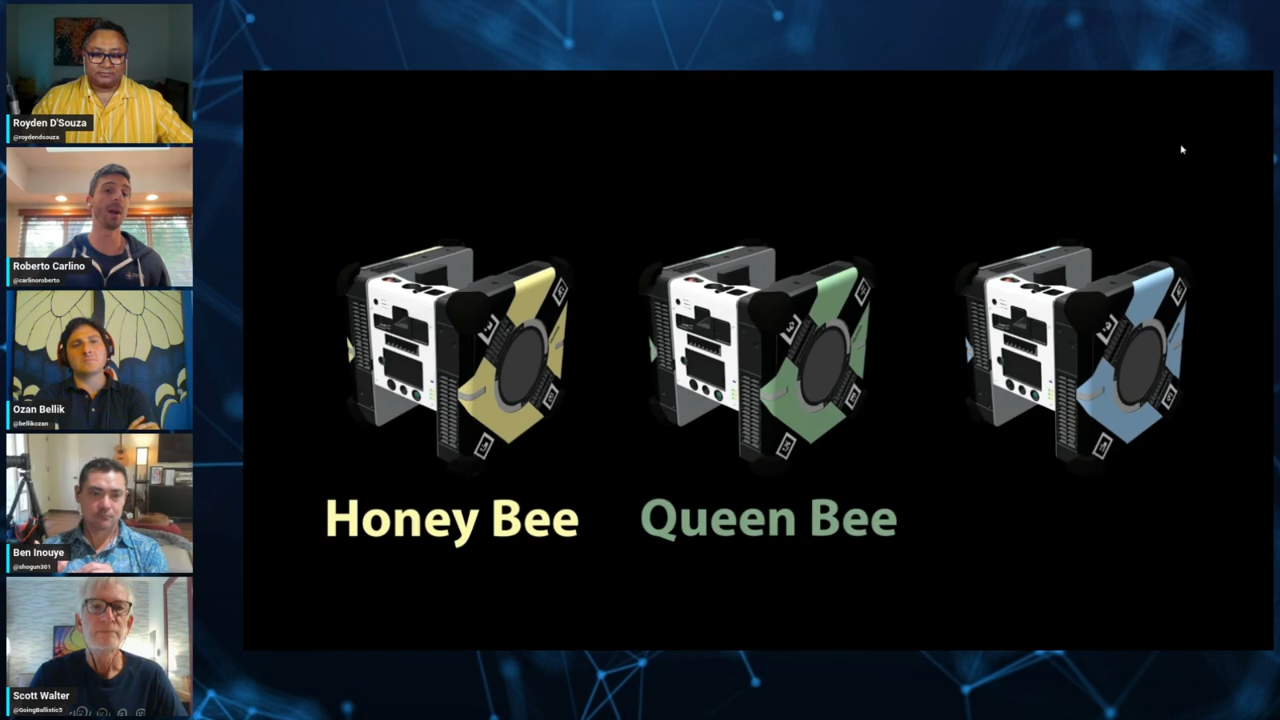 Royden D'Souza
@roydendsouza
Roberto Carlino
@carlinoroberto
Ozan Bellik
@bellikozan
Ben Inouye
@shogun301
Scott Walter
@GoingBallistic5
Honey Bee
Queen Bee